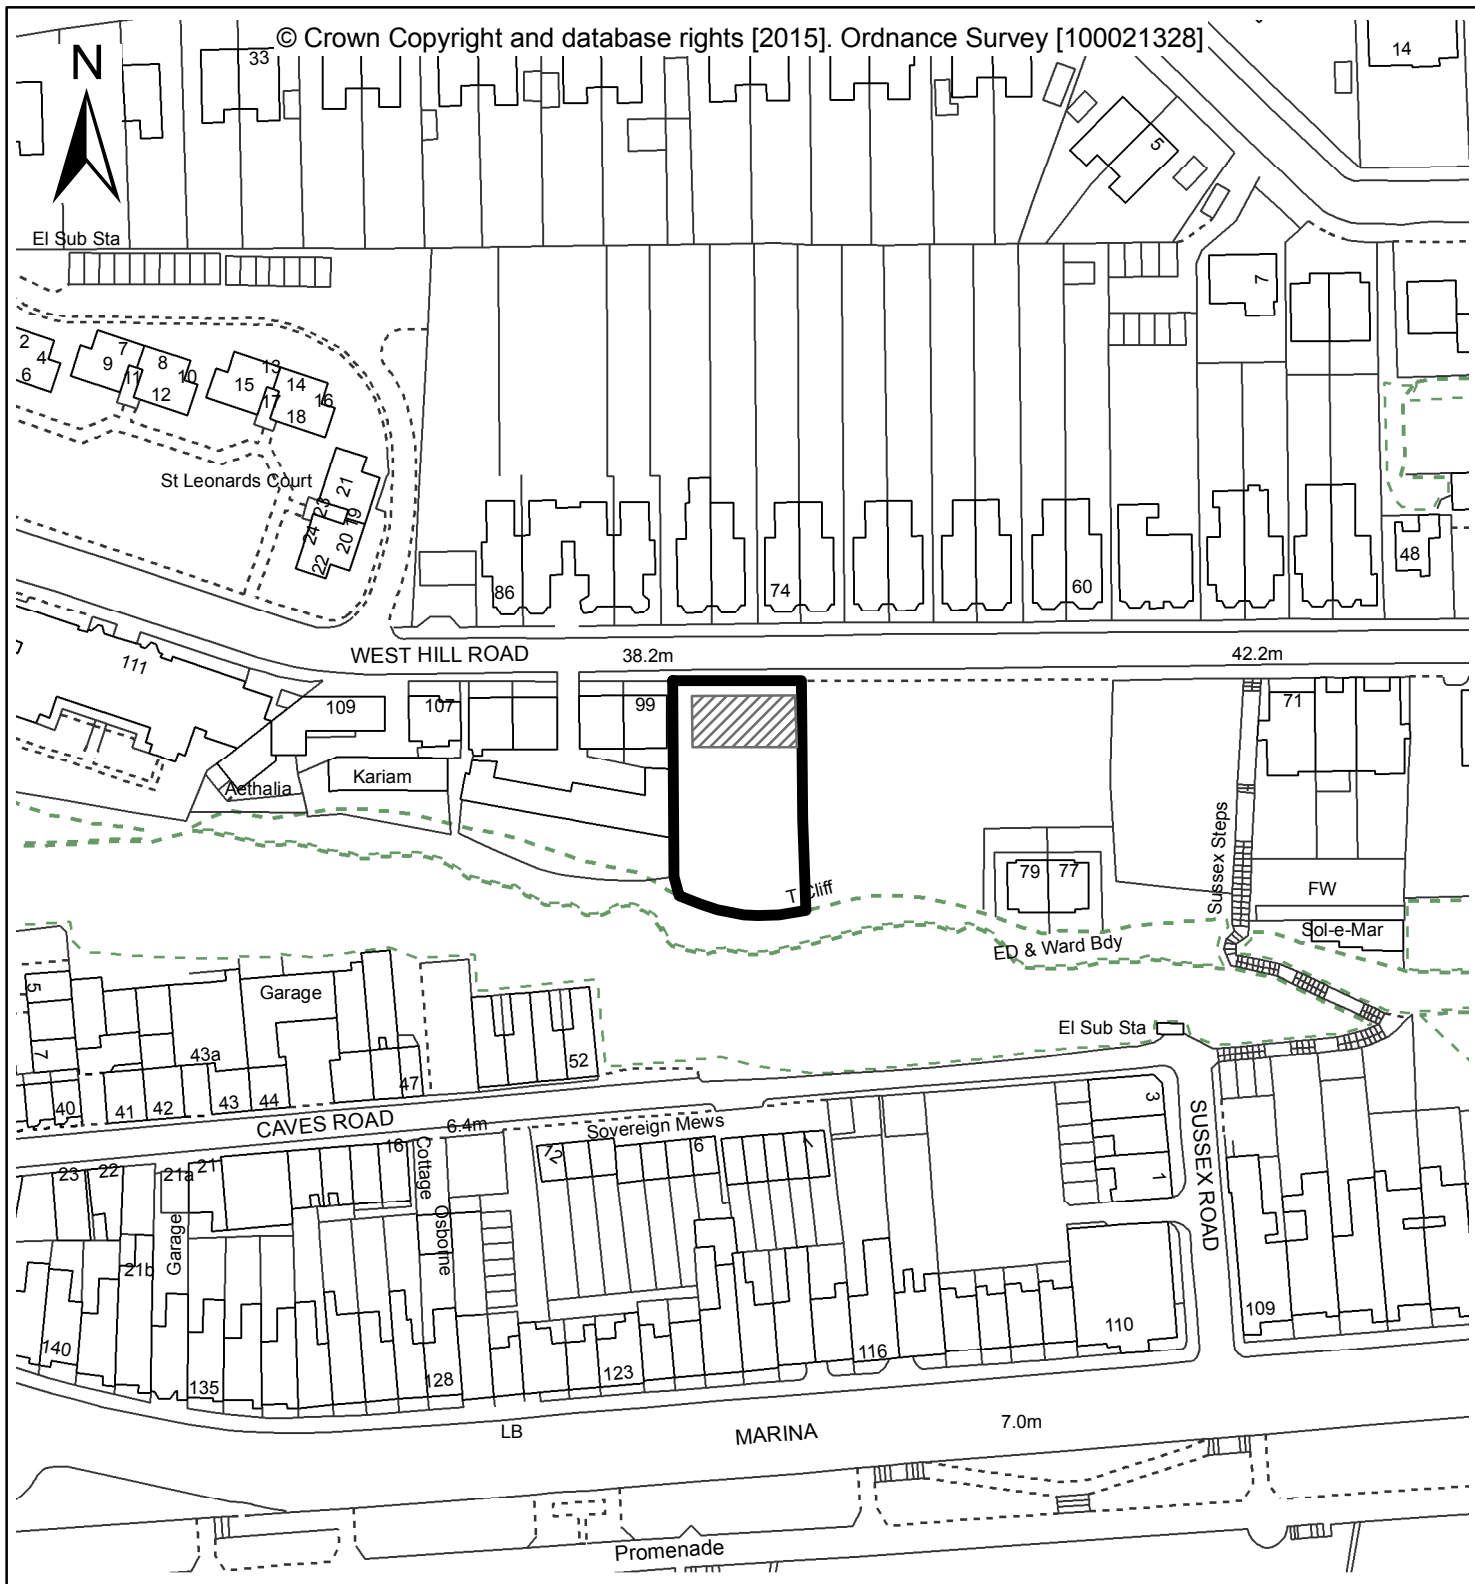 © Crown Copyright and database rights [2015]. Ordnance Survey [100021328]
N
33
14
5
El Sub Sta
7
2
4
6
7
9
11
8
10
12
13
15
14
17
16
18
St Leonards Court
21
23
19
24
20
22
86
74
60
48
WEST HILL ROAD
38.2m
42.2m
111
109
107
99
71
Aethalia
Kariam
Sussex Steps
79
77
T Cliff
FW
ED & Ward Bdy
Sol-e-Mar
5
Garage
7
El Sub Sta
43a
52
47
40
41
42
43
44
CAVES ROAD
6.4m
Sovereign Mews
3
16
12
6
1
23
22
21a
21
Cottage
Osborne
1
SUSSEX ROAD
Garage
21b
140
135
128
123
116
110
109
LB
MARINA
7.0m
Promenade